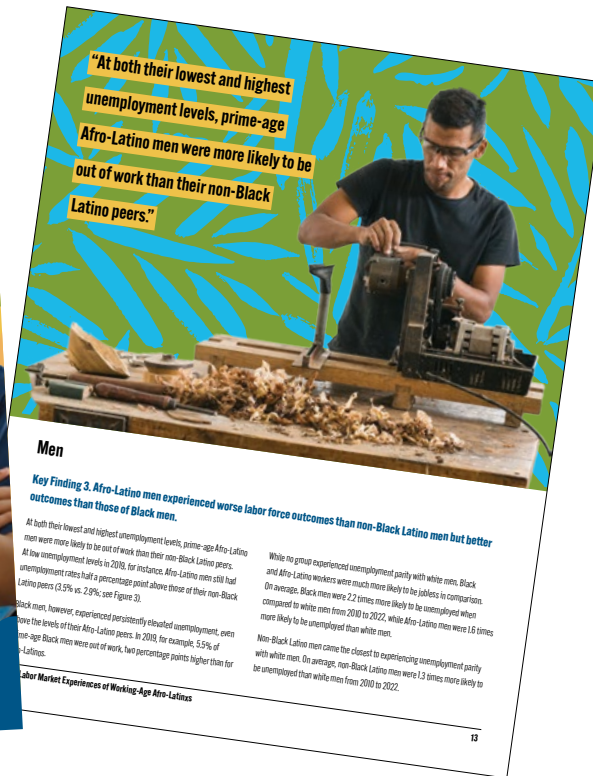 “At both their lowest and highest
unemployment levels, prime-age
Afro-Latino men were more likely to be
out of work than their non-Black
Latino peers.”
Men
Key Finding 3. Afro-Latino men experienced worse labor force outcomes than non-Black Latino men but better
outcomes than those of Black men.
At both their lowest and highest unemployment levels, prime-age Afro-Latino
men were more likely to be out of work than their non-Black Latino peers.
At low unemployment levels in 2019, for instance, Afro-Latino men still had
unemployment rates half a percentage point above those of their non-Black
Latino peers (3.5% vs. 2.9%; see Figure 3).
Black men, however, experienced persistently elevated unemployment, even
ove the levels of their Afro-Latino peers. In 2019, for example, 5.5% of
me-age Black men were out of work, two percentage points higher than for
o-Latinos.
While no group experienced unemployment parity with white men, Black
and Afro-Latino workers were much more likely to be jobless in comparison.
On average, Black men were 2.2 times more likely to be unemployed when
compared to white men from 2010 to 2022, while Afro-Latino men were 1.6 times
more likely to be unemployed than white men.
Non-Black Latino men came the closest to experiencing unemployment parity
with white men. On average, non-Black Latino men were 1.3 times more likely to
be unemployed than white men from 2010 to 2022.
Labor Market Experiences of Working-Age Afro-Latinxs
13